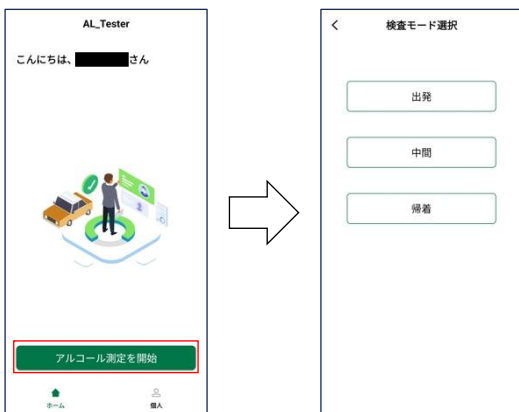 AL_Tester
こんにちは、 さん
アルコール測定を開始
ホーム
個人
検査モード選択
出発
中間
帰着